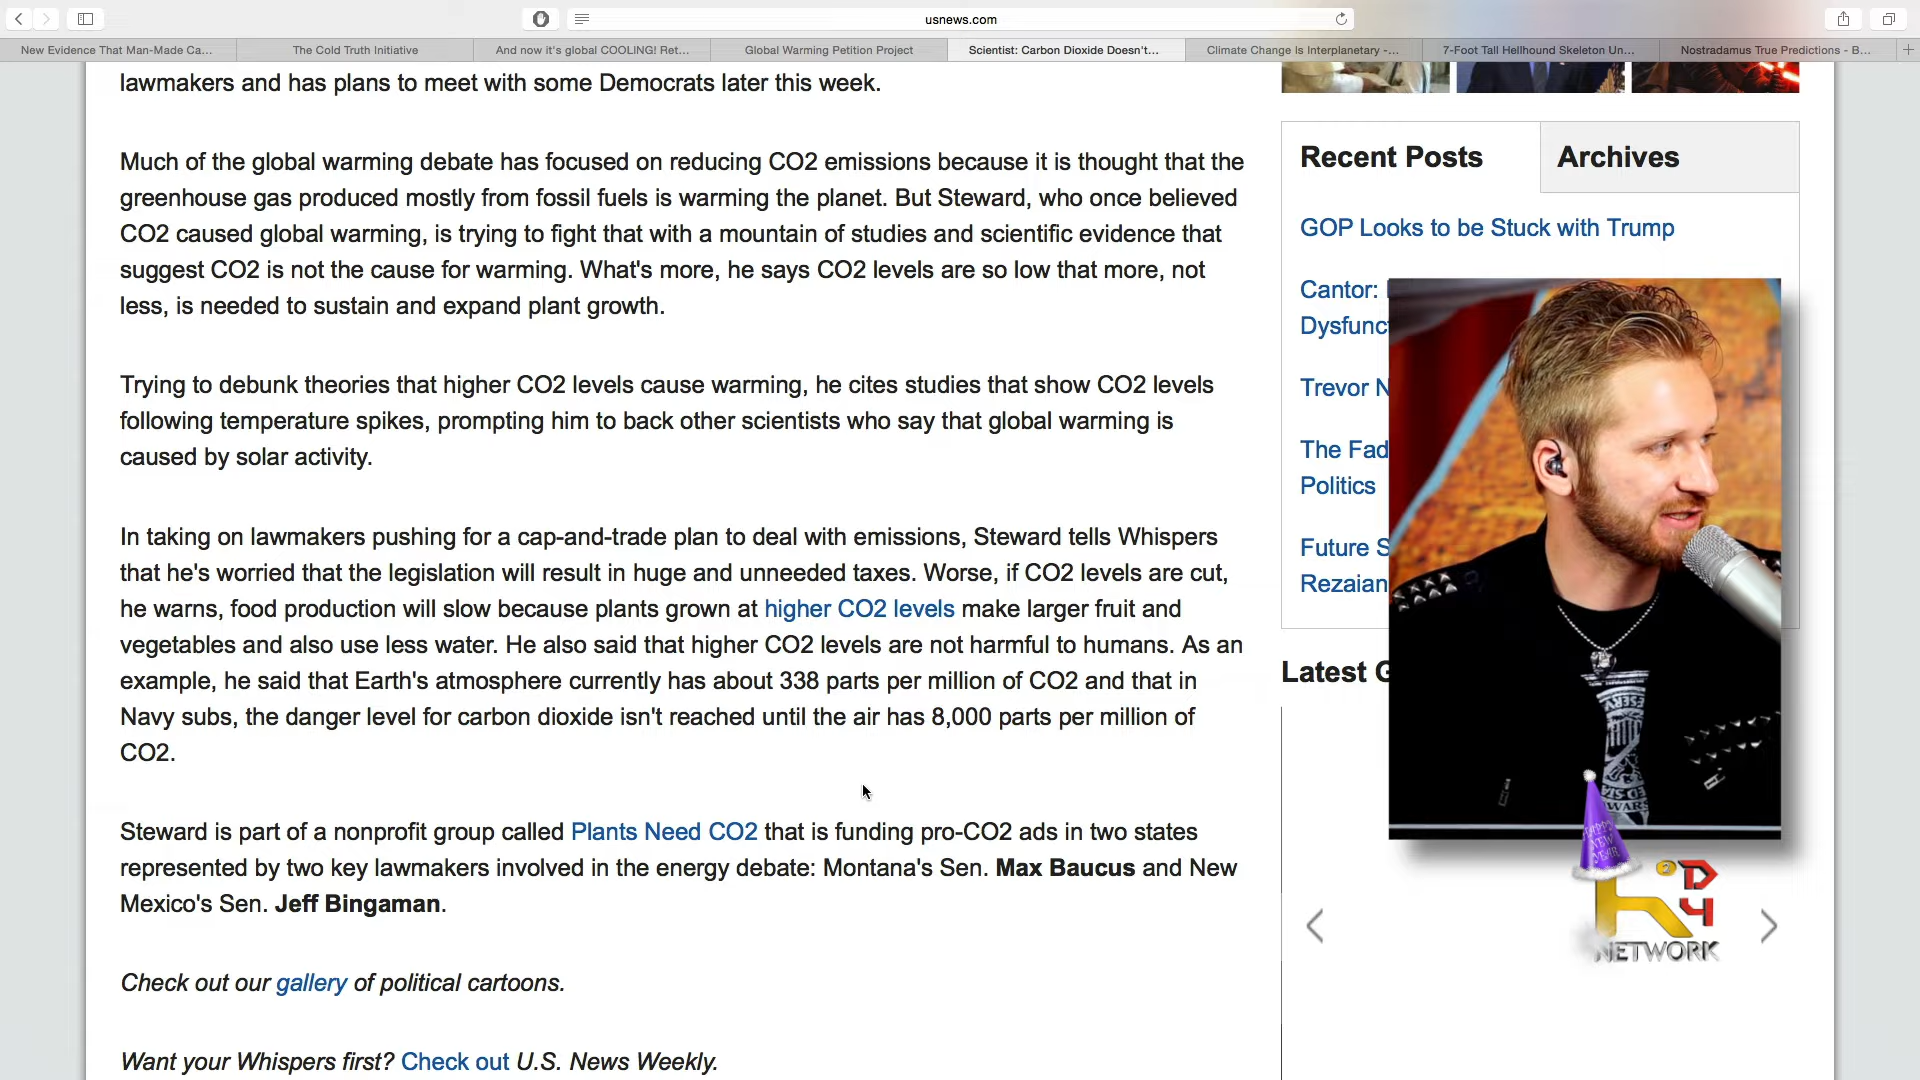 usnews.com
New Evidence That Man-Made Ca...
The Cold Truth Initiative
And now it's global COOLING! Ret...
Global Warming Petition Project
Scientist: Carbon Dioxide Doesn't...
Climate Change Is Interplanetary -...
7-Foot Tall Hellhound Skeleton Un...
Nostradamus True Predictions - B...
lawmakers and has plans to meet with some Democrats later this week.
Much of the global warming debate has focused on reducing CO2 emissions because it is thought that the
greenhouse gas produced mostly from fossil fuels is warming the planet. But Steward, who once believed
CO2 caused global warming, is trying to fight that with a mountain of studies and scientific evidence that
suggest CO2 is not the cause for warming. What's more, he says CO2 levels are so low that more, not
less, is needed to sustain and expand plant growth.
Trying to debunk theories that higher CO2 levels cause warming, he cites studies that show CO2 levels
following temperature spikes, prompting him to back other scientists who say that global warming is
caused by solar activity.
In taking on lawmakers pushing for a cap-and-trade plan to deal with emissions, Steward tells Whispers
that he's worried that the legislation will result in huge and unneeded taxes. Worse, if CO2 levels are cut,
he warns, food production will slow because plants grown at higher CO2 levels make larger fruit and
vegetables and also use less water. He also said that higher CO2 levels are not harmful to humans. As an
example, he said that Earth's atmosphere currently has about 338 parts per million of CO2 and that in
Navy subs, the danger level for carbon dioxide isn't reached until the air has 8,000 parts per million of
CO2.
Steward is part of a nonprofit group called Plants Need CO2 that is funding pro-CO2 ads in two states
represented by two key lawmakers involved in the energy debate: Montana's Sen. Max Baucus and New
Mexico's Sen. Jeff Bingaman.
Check out our gallery of political cartoons.
Want your Whispers first? Check out U.S. News Weekly.
Recent Posts
Archives
GOP Looks to be Stuck with Trump
Cantor:
Dysfunc
Trevor N
The Fad
Politics
Future S
Rezaian
Latest G
HAPPY
NEW
YEAR
D
4
NETWORK